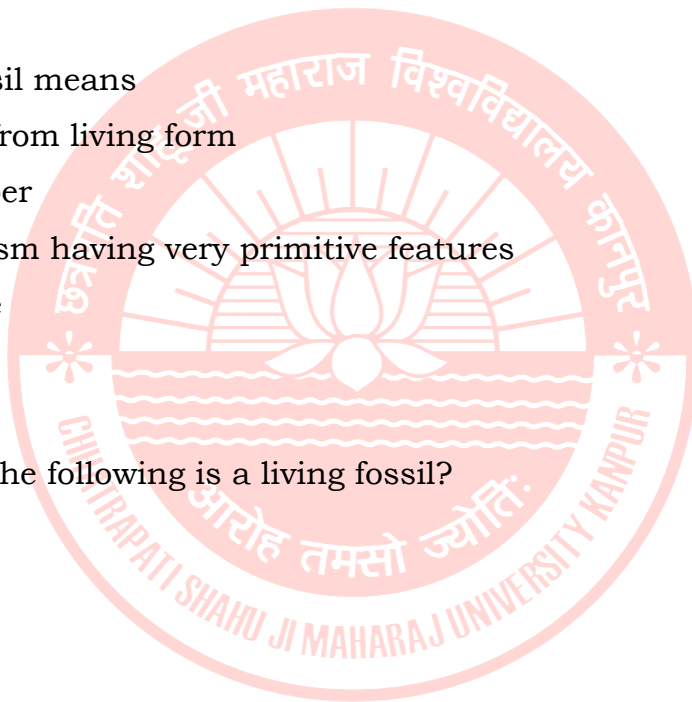 sil means
from living form
er
sm having very primitive features
e
he following is a living fossil?
छत्रपति शाहू जी महाराज विश्वविद्यालय कानपुर
आरोह तमसो ज्योतिः
CHHATRAPATI SHAHU JI MAHARAJ UNIVERSITY KANPUR